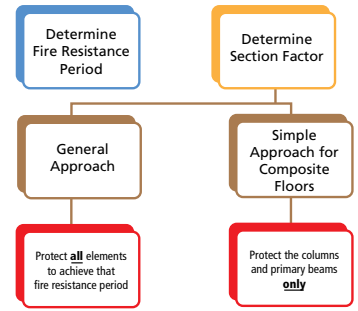 Determine
Fire Resistance
Period
Determine
Section Factor
General
Approach
Simple
Approach for
Composite
Floors
Protect all elements
to achieve that
fire resistance period
Protect the columns
and primary beams
only